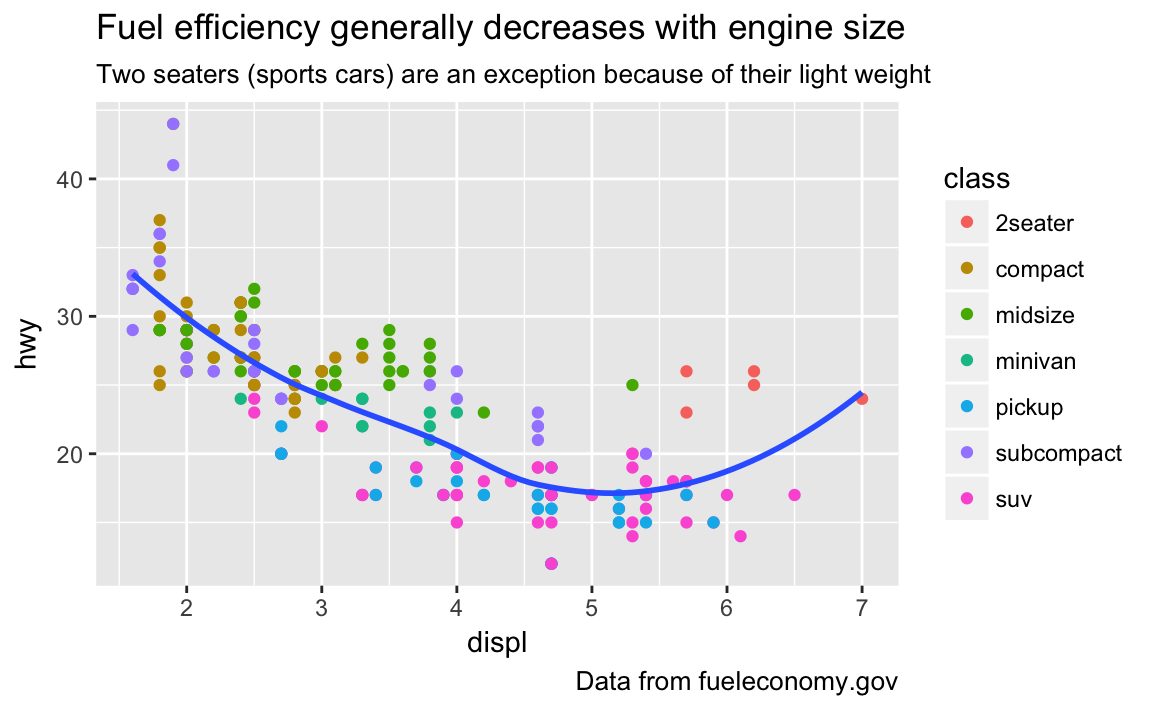 Fuel efficiency generally decreases with engine size
Two seaters (sports cars) are an exception because of their light weight
40
30
20
hwy
2 3 4 5 6 7
displ
class
2seater
compact
midsize
minivan
pickup
subcompact
suv
Data from fueleconomy.gov